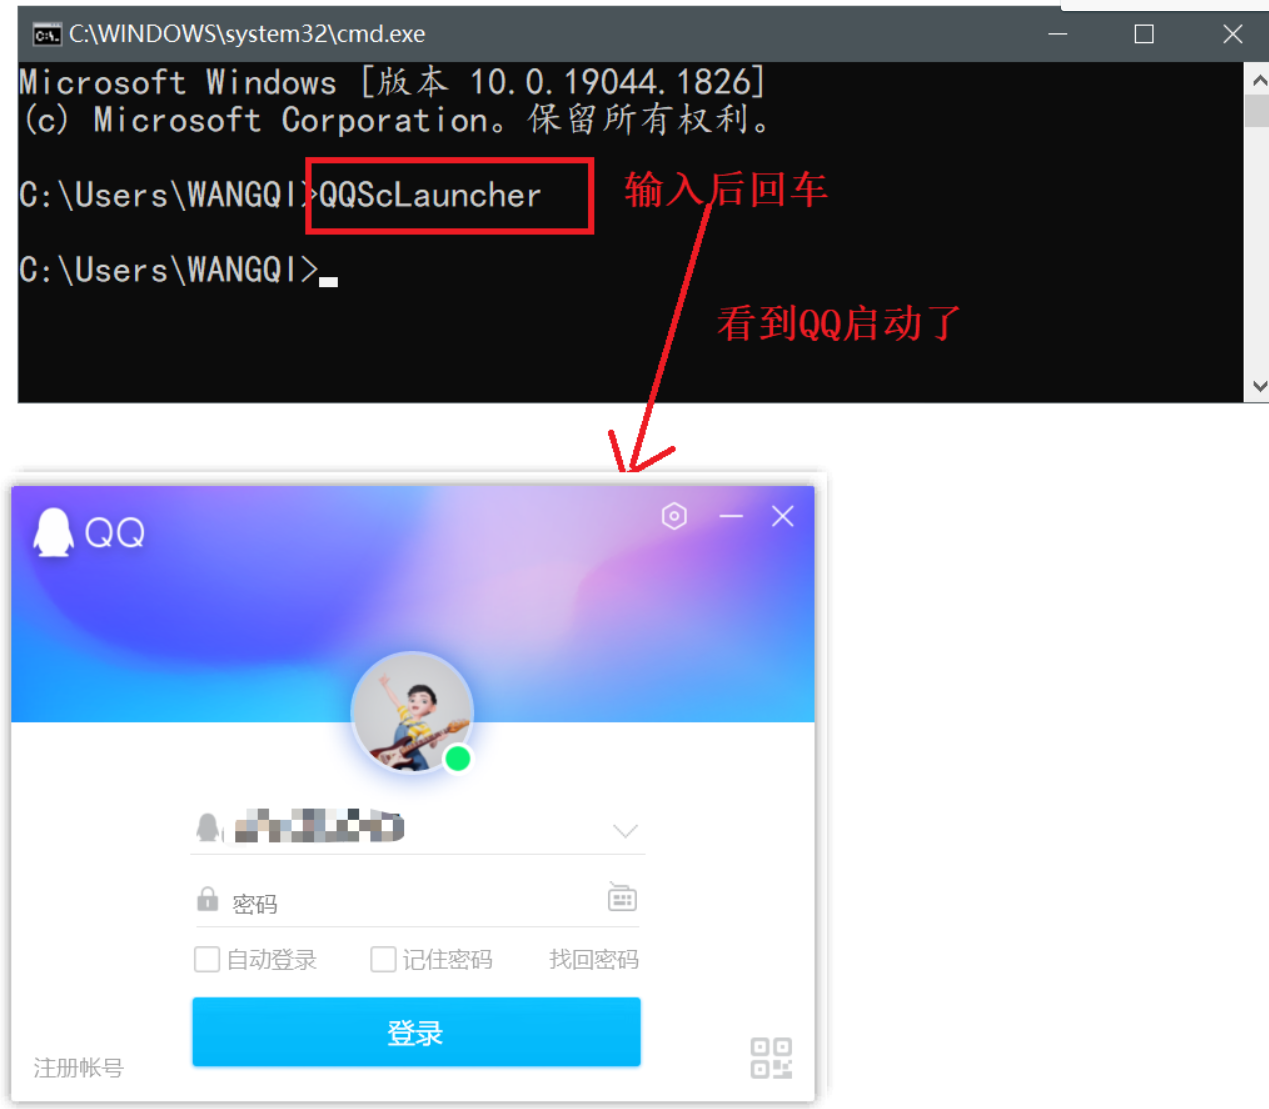 C:\WINDOWS\system32\cmd.exe
Microsoft Windows [版本 10.0.19044.1826]
(c) Microsoft Corporation。保留所有权利。
C:\Users\WANGQI>QQScLauncher
输入后回车
C:\Users\WANGQI>
看到QQ启动了
QQ
密码
自动登录 记住密码 找回密码
登录
注册帐号